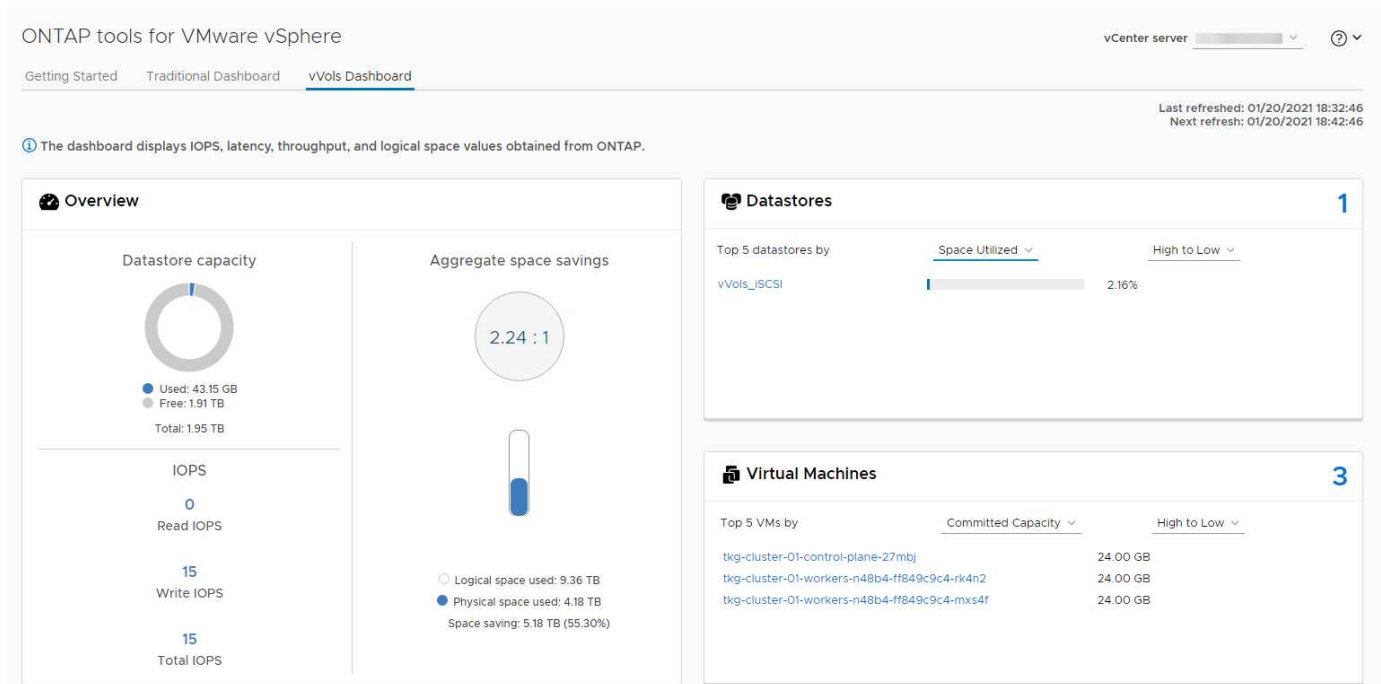 ONTAP tools for VMware vSphere
vCenter server
Getting Started Traditional Dashboard vVols Dashboard
Last refreshed: 01/20/2021 18:32:46
Next refresh: 01/20/2021 18:42:46
The dashboard displays IOPS, latency, throughput, and logical space values obtained from ONTAP.
Overview
Datastore capacity
Used: 43.15 GB
Free: 1.91 TB
Total: 1.95 TB
IOPS
0
Read IOPS
15
Write IOPS
15
Total IOPS
Aggregate space savings
2.24 : 1
Logical space used: 9.36 TB
Physical space used: 4.18 TB
Space saving: 5.18 TB (55.30%)
Datastores 1
Top 5 datastores by Space Utilized High to Low
vVols_iSCSI 2.16%
Virtual Machines 3
Top 5 VMs by Committed Capacity High to Low
tkg-cluster-01-control-plane-27mbj 24.00 GB
tkg-cluster-01-workers-n48b4-ff849c9c4-rk4n2 24.00 GB
tkg-cluster-01-workers-n48b4-ff849c9c4-mxs4f 24.00 GB